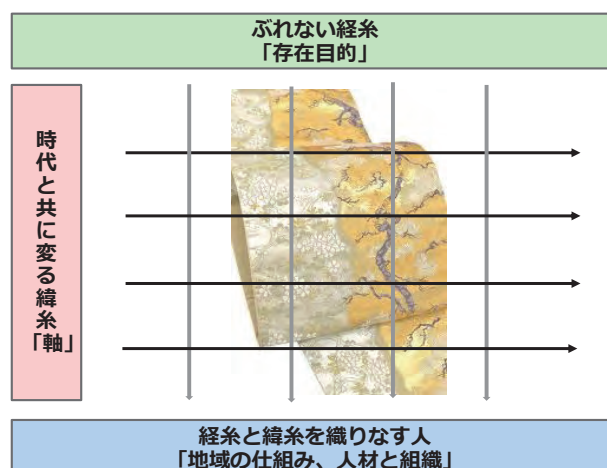 ぶれない経糸
「存在目的」
時代と共に変る緯糸
「軸」
経糸と緯糸を織りなす人
「地域の仕組み、人材と組織」